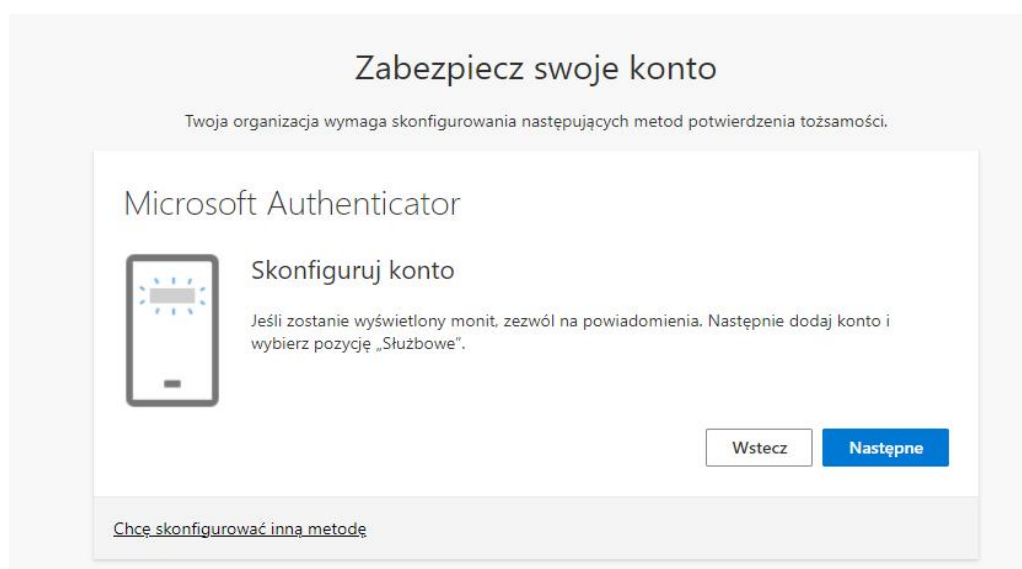 Zabezpiecz swoje konto
Twoja organizacja wymaga skonfigurowania następujących metod potwierdzenia tożsamości.
Microsoft Authenticator
Skonfiguruj konto
Jeśli zostanie wyświetlony monit, zezwól na powiadomienia. Następnie dodaj konto i
wybierz pozycję „Służbowe”.
Wstecz
Następne
Chcę skonfigurować inną metodę